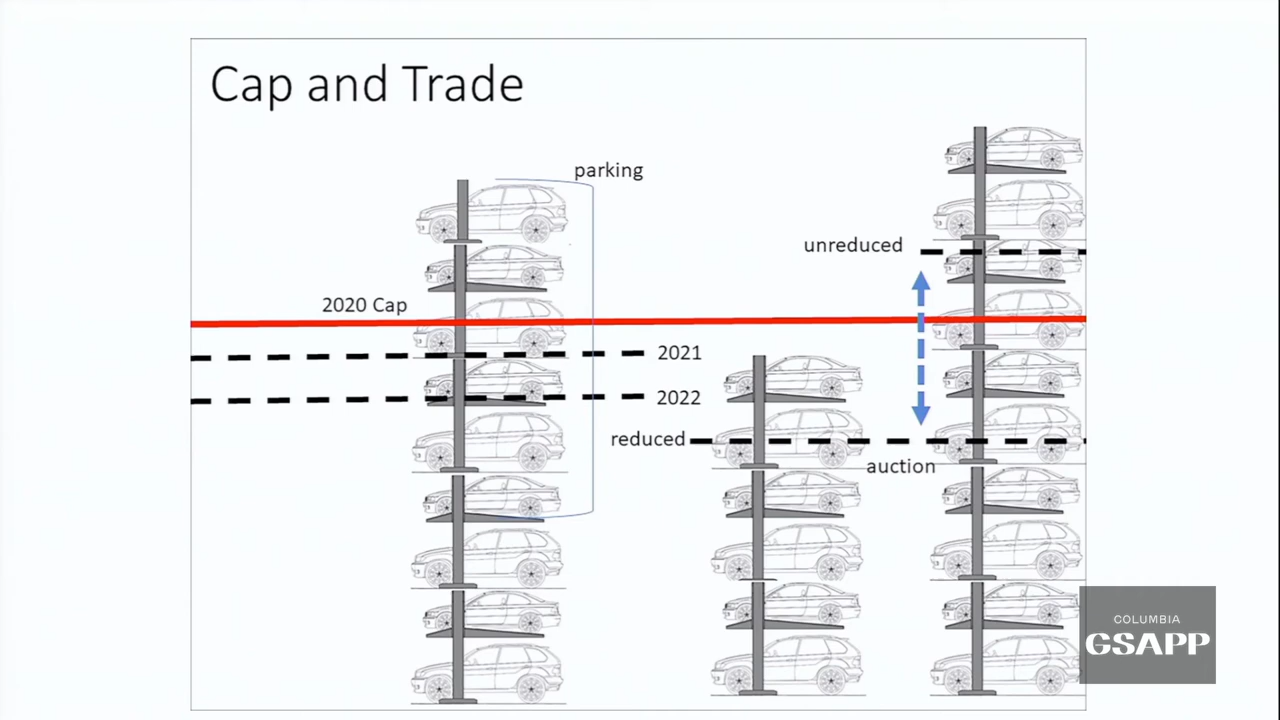 Cap and Trade
parking
unreduced
2020 Cap
2021
2022
reduced
auction
COLUMBIA
GSAPP